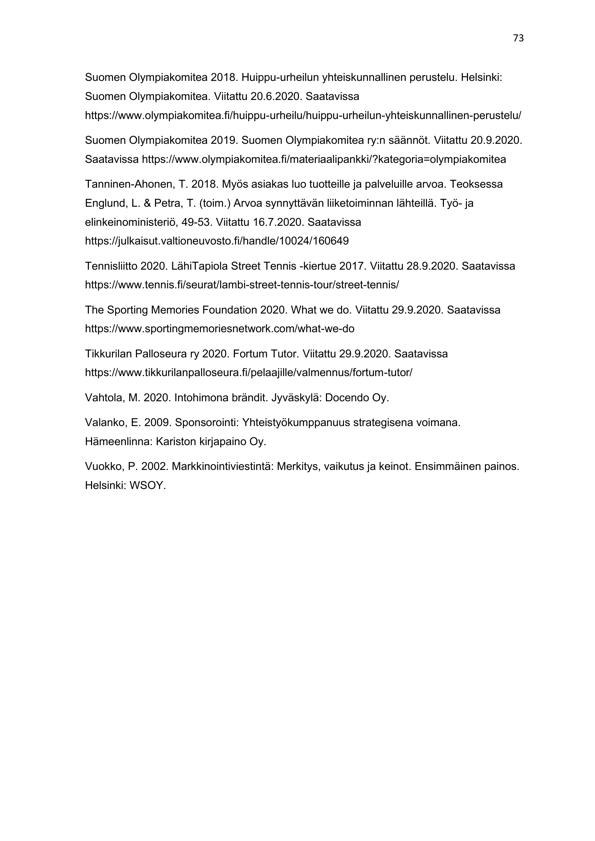 73
Suomen Olympiakomitea 2018. Huippu-urheilun yhteiskunnallinen perustelu. Helsinki:
Suomen Olympiakomitea. Viitattu 20.6.2020. Saatavissa
https://www.olympiakomitea.fi/huippu-urheilu/huippu-urheilun-yhteiskunnallinen-perustelu/
Suomen Olympiakomitea 2019. Suomen Olympiakomitea ry:n säännöt. Viitattu 20.9.2020.
Saatavissa https://www.olympiakomitea.fi/materiaalipankki/?kategoria=olympiakomitea
Tanninen-Ahonen, T. 2018. Myös asiakas luo tuotteille ja palveluille arvoa. Teoksessa
Englund, L. & Petra, T. (toim.) Arvoa synnyttävän liiketoiminnan lähteillä. Työ- ja
elinkeinoministeriö, 49-53. Viitattu 16.7.2020. Saatavissa
https://julkaisut.valtioneuvosto.fi/handle/10024/160649
Tennisliitto 2020. LähiTapiola Street Tennis -kiertue 2017. Viitattu 28.9.2020. Saatavissa
https://www.tennis.fi/seurat/lambi-street-tennis-tour/street-tennis/
The Sporting Memories Foundation 2020. What we do. Viitattu 29.9.2020. Saatavissa
https://www.sportingmemoriesnetwork.com/what-we-do
Tikkurilan Palloseura ry 2020. Fortum Tutor. Viitattu 29.9.2020. Saatavissa
https://www.tikkurilanpalloseura.fi/pelaajille/valmennus/fortum-tutor/
Vahtola, M. 2020. Intohimona brändit. Jyväskylä: Docendo Oy.
Valanko, E. 2009. Sponsorointi: Yhteistyökumppanuus strategisena voimana.
Hämeenlinna: Kariston kirjapaino Oy.
Vuokko, P. 2002. Markkinointiviestintä: Merkitys, vaikutus ja keinot. Ensimmäinen painos.
Helsinki: WSOY.